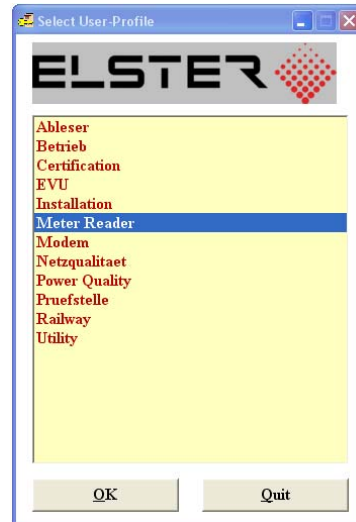 Select User-Profile
ELSTER
Ableser
Betrieb
Certification
EVU
Installation
Meter Reader
Modem
Netzqualitaet
Power Quality
Pruefstelle
Railway
Utility
OK
Quit